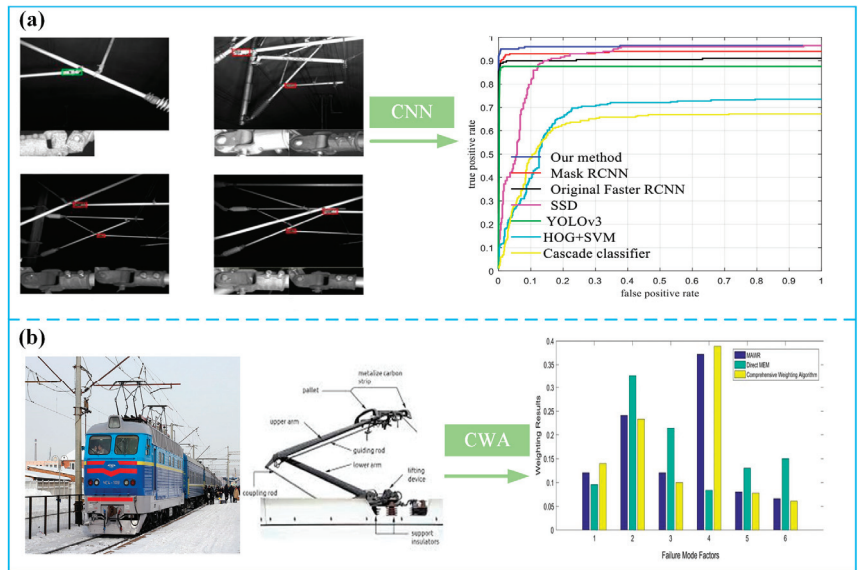 (a)
CNN
true positive rate
1
0.9
0.8
0.7
0.6
0.5
0.4
0.3
0.2
0.1
0
Our method
Mask RCNN
Original Faster RCNN
SSD
YOLOv3
HOG+SVM
Cascade classifier
0 0.1 0.2 0.3 0.4 0.5 0.6 0.7 0.8 0.9 1
false positive rate
(b)
metalize carbon
strip
pallet
upper arm
guiding rod
lower arm
lifting
device
coupling rod
support
insulators
CWA
Weighting Results
0.4
0.35
0.3
0.25
0.2
0.15
0.1
0.05
0
MAWR
Direct MEM
Comprehensive Weighting Algorithm
1 2 3 4 5 6
Failure Mode Factors